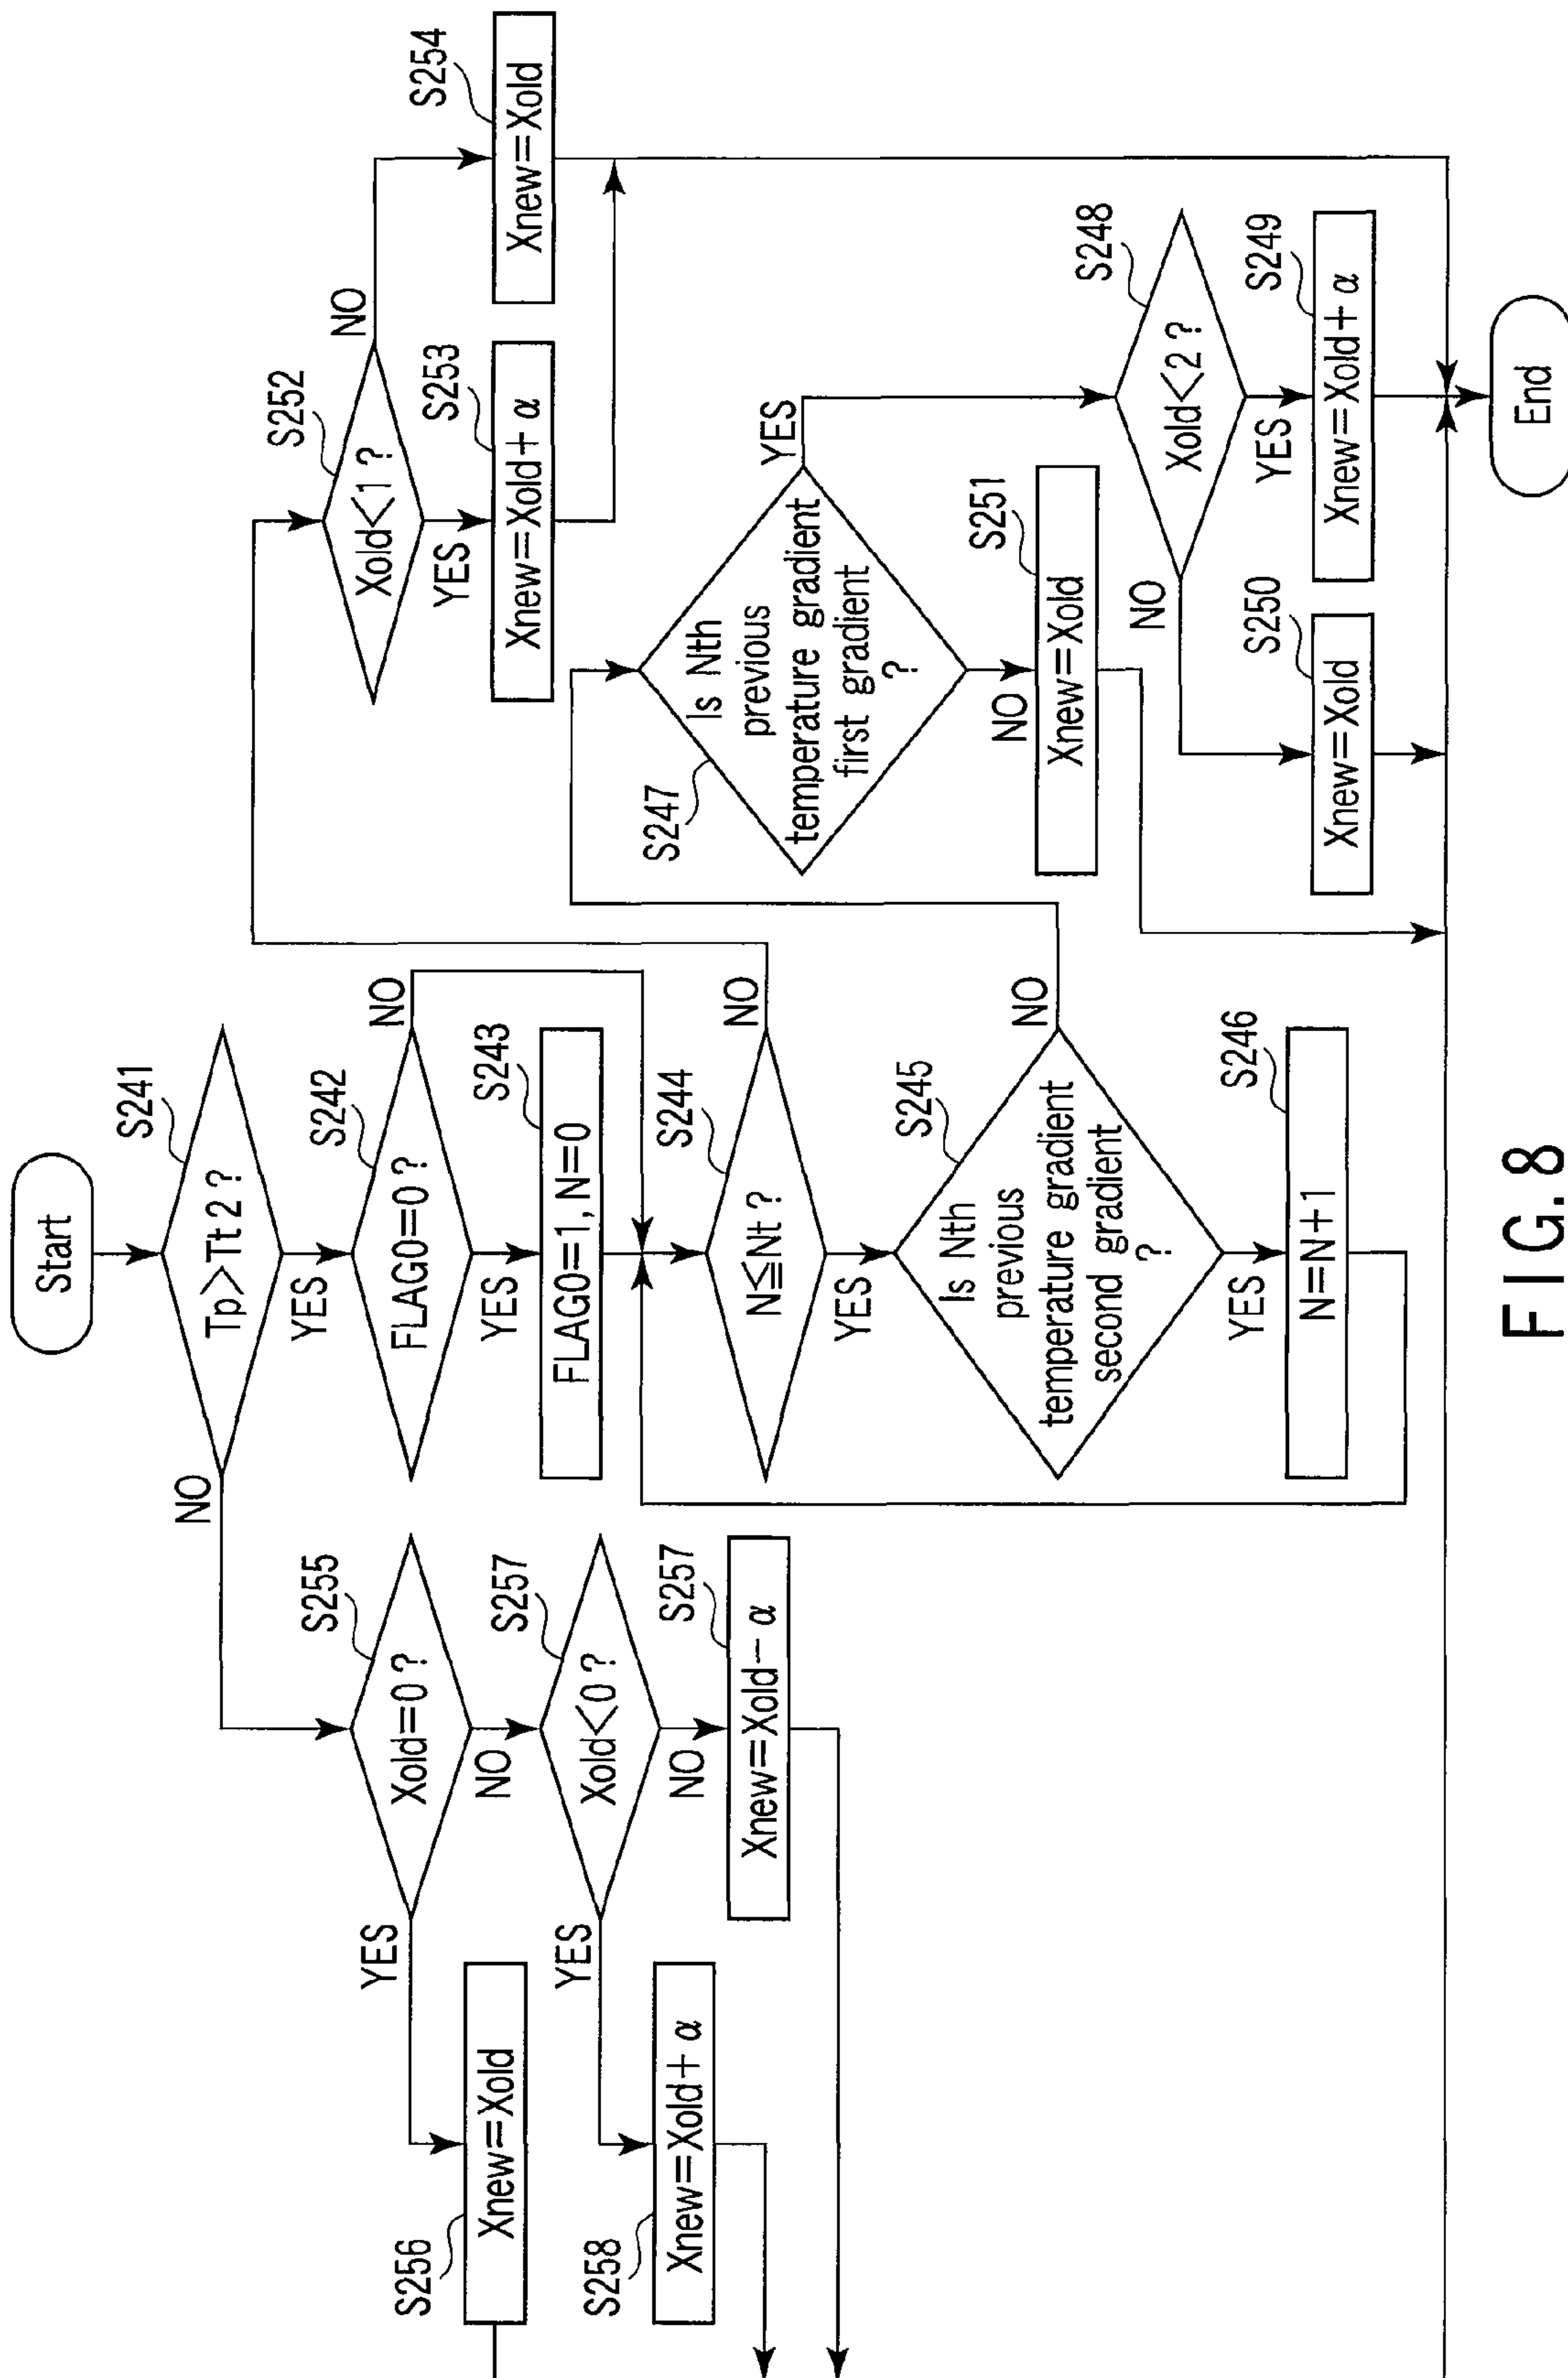 Start
S241
Tp>Tt2?
NO
YES
S242
FLAG0=0?
NO
YES
S243
FLAG0=1, N=0
S244
N≦Nt?
NO
YES
S245
Is Nth
previous
temperature gradient
second gradient
?
NO
YES
S246
N=N+1
S255
Xold=0?
YES
NO
S256
Xnew=Xold
S257
Xold<0?
YES
NO
S258
Xnew=Xold+α
S257
Xnew=Xold−α
S252
Xold<1?
NO
YES
S253
Xnew=Xold+α
S254
Xnew=Xold
S247
Is Nth
previous
temperature gradient
first gradient
?
YES
NO
S251
Xnew=Xold
S248
Xold<2?
NO
YES
S250
Xnew=Xold
S249
Xnew=Xold+α
End
FIG. 8